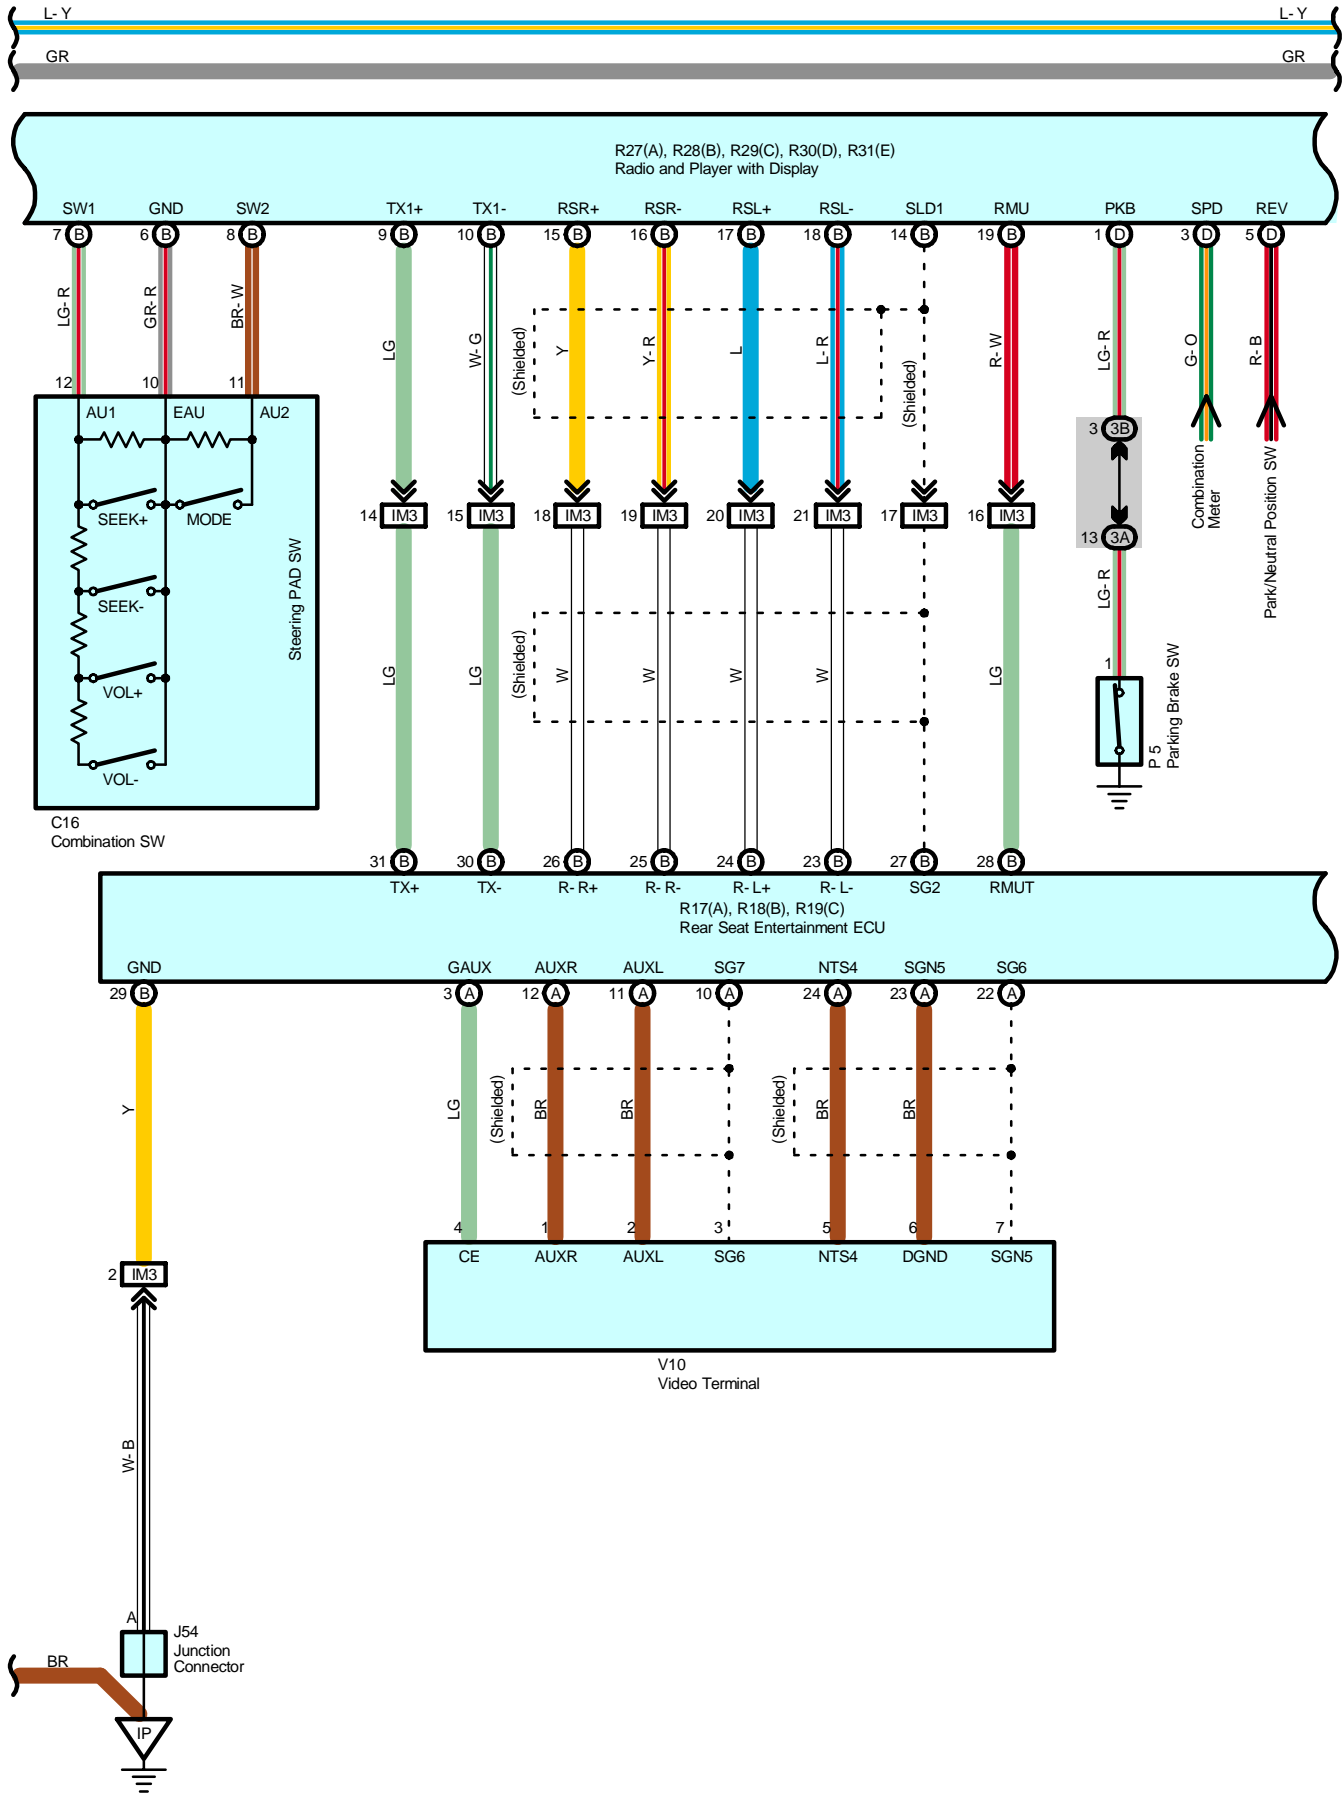 L- Y L- Y
GR GR
R27(A), R28(B), R29(C), R30(D), R31(E)
Radio and Player with Display
SW1 GND SW2 TX1+ TX1- RSR+ RSR- RSL+ RSL- SLD1 RMU PKB SPD REV
7 B 6 B 8 B 9 B 10 B 15 B 16 B 17 B 18 B 14 B 19 B 1 D 3 D 5 D
LG- R GR- R BR- W LG W- G (Shielded) Y Y- R L L- R (Shielded) R- W LG- R G- O R- B
12 10 11
AU1 EAU AU2
3 3B
SEEK+ MODE
14 IM3 15 IM3 18 IM3 19 IM3 20 IM3 21 IM3 17 IM3 16 IM3
Combination
Meter
Park/Neutral Position SW
13 3A
SEEK-
Steering PAD SW
LG- R
VOL+
LG LG (Shielded) W W W W LG
1
VOL-
P 5
Parking Brake SW
C16
Combination SW
31 B 30 B 26 B 25 B 24 B 23 B 27 B 28 B
TX+ TX- R- R+ R- R- R- L+ R- L- SG2 RMUT
R17(A), R18(B), R19(C)
Rear Seat Entertainment ECU
GND GAUX AUXR AUXL SG7 NTS4 SGN5 SG6
29 B 3 A 12 A 11 A 10 A 24 A 23 A 22 A
Y LG (Shielded) BR BR (Shielded) BR BR
4 1 2 3 5 6 7
CE AUXR AUXL SG6 NTS4 DGND SGN5
2 IM3
V10
Video Terminal
W- B
A
J54
Junction
Connector
BR
IP